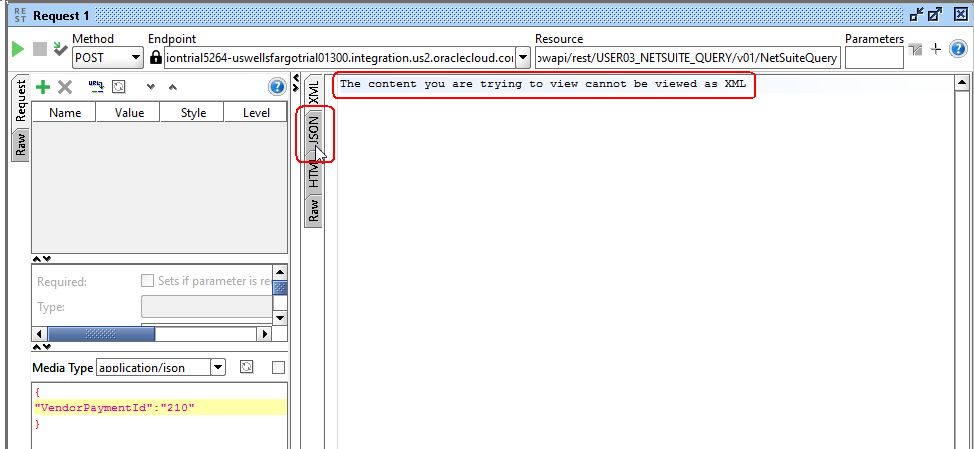 RE
ST
Request 1
Method
Endpoint
Resource
Parameters
POST
iontrial5264-uswellsfargotrial01300.integration.us2.oraclecloud.co
owapi/rest/USER03_NETSUITE_QUERY/v01/NetSuiteQuery
Request
Raw
URL
?
Name
Value
Style
Level
Required:
Sets if parameter is re
Type:
Media Type
application/json
{
"VendorPaymentId":"210"
}
XML
JSON
HTML
Raw
The content you are trying to view cannot be viewed as XML